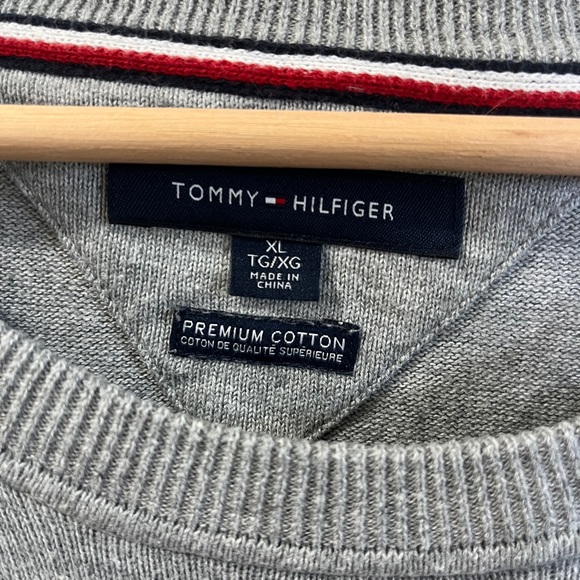 TOMMY HILFIGER
XL
TG/XG
MADE IN
CHINA
PREMIUM COTTON
COTON DE QUALITÉ SUPÉRIEURE